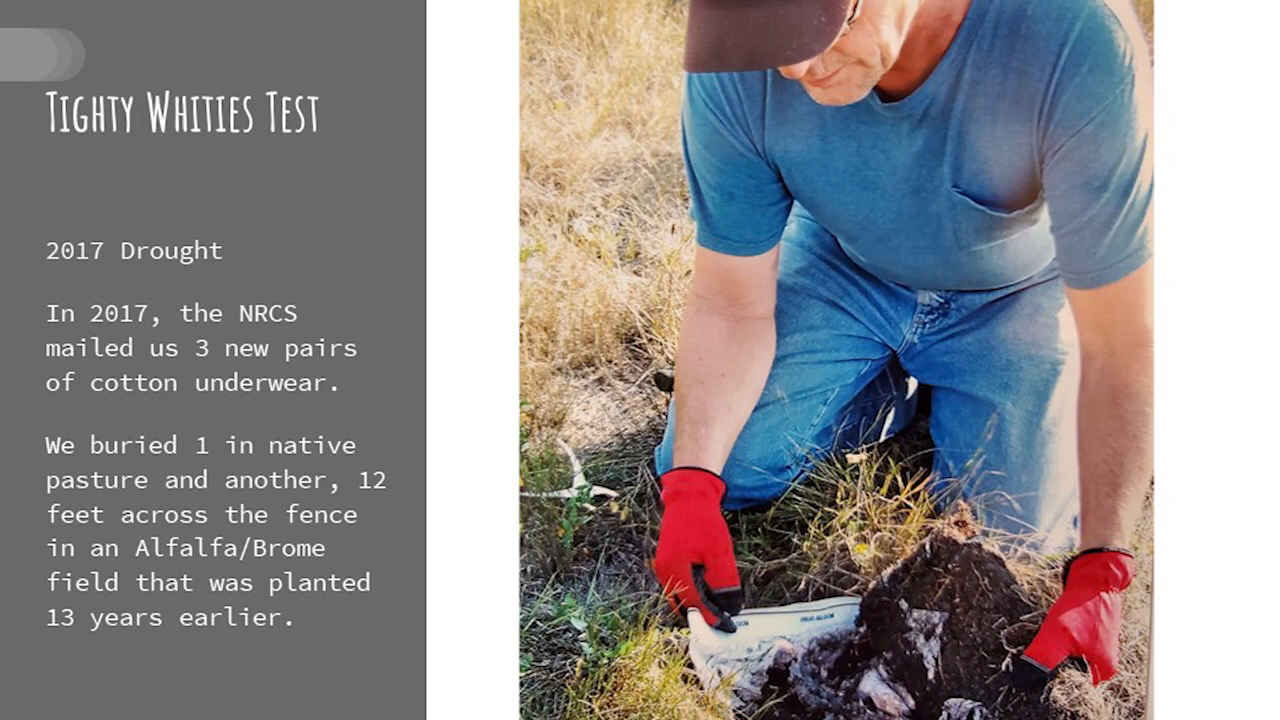 Tighty Whities Test
2017 Drought
In 2017, the NRCS
mailed us 3 new pairs
of cotton underwear.
We buried 1 in native
pasture and another, 12
feet across the fence
in an Alfalfa/Brome
field that was planted
13 years earlier.